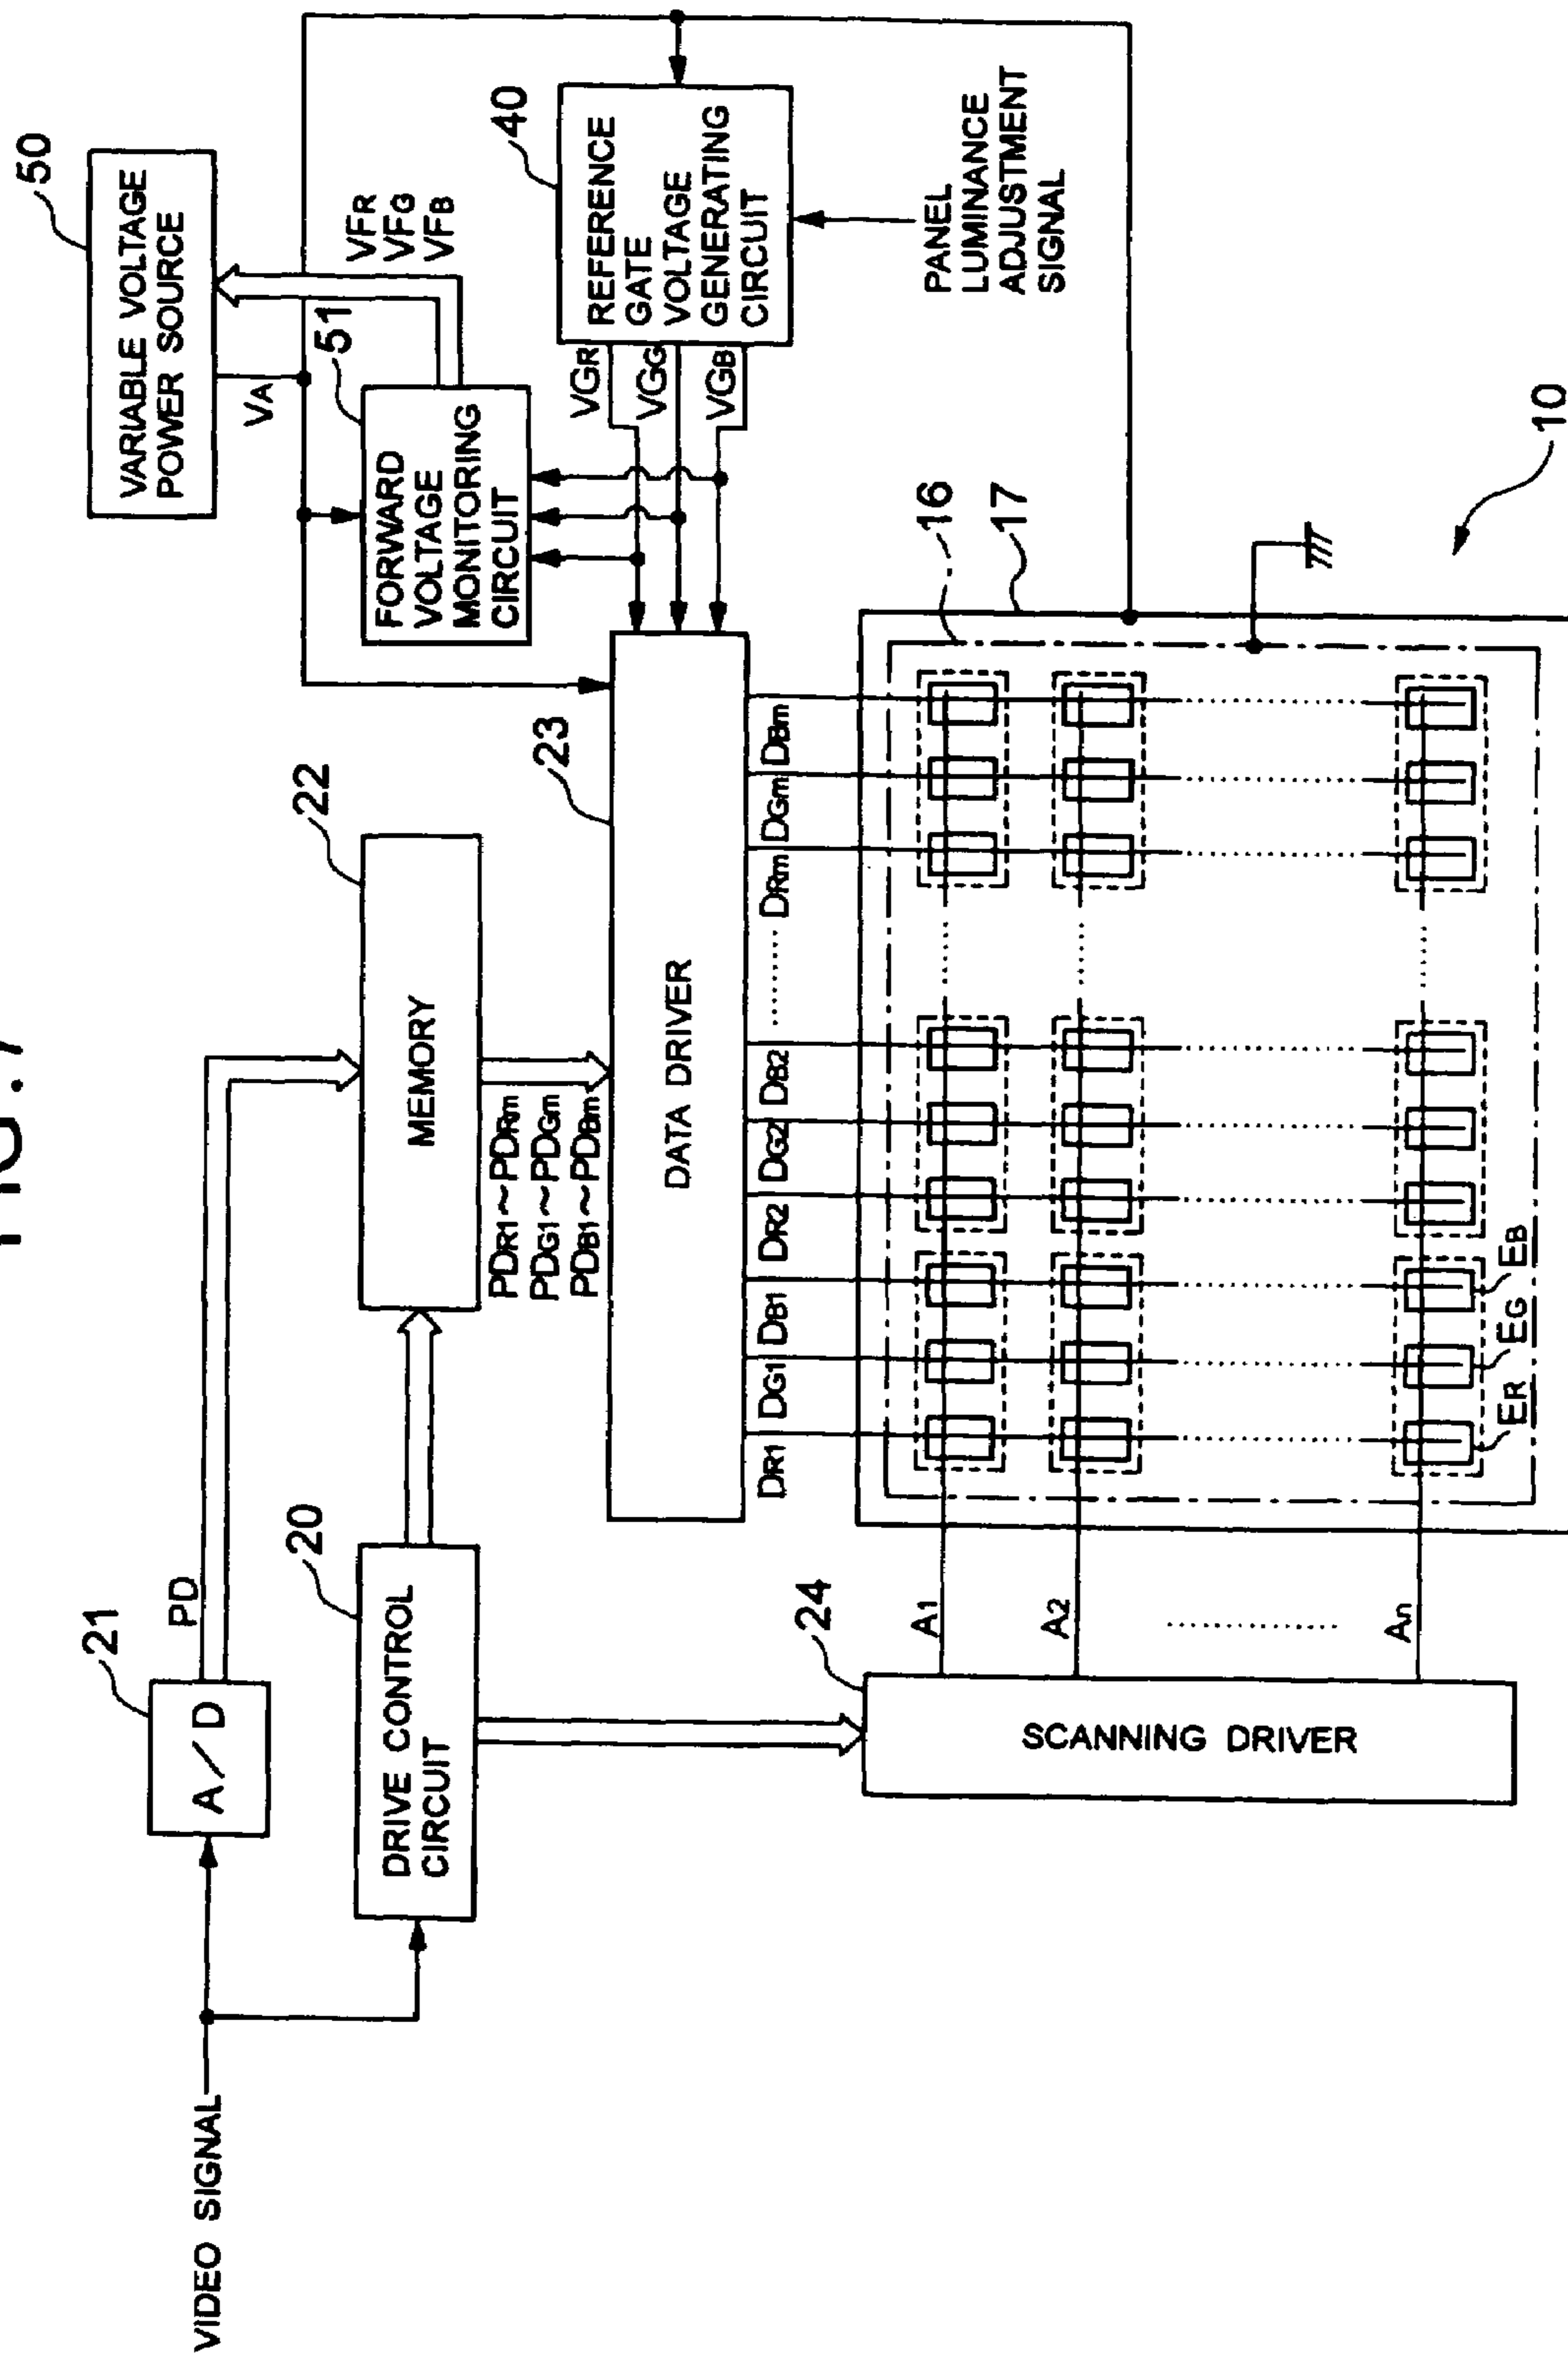 VIDEO SIGNAL
21
A/D
PD
20
DRIVE CONTROL
CIRCUIT
22
MEMORY
PDR1~PDRm
PDG1~PDGm
PDB1~PDBm
23
DATA DRIVER
50
VARIABLE VOLTAGE
POWER SOURCE
VA
VFR
VFG
VFB
51
FORWARD
VOLTAGE
MONITORING
CIRCUIT
40
REFERENCE
GATE
VOLTAGE
GENERATING
CIRCUIT
VGR
VGG
VGB
PANEL
LUMINANCE
ADJUSTMENT
SIGNAL
DR1 DG1 DB1 DR2 DG2 DB2 DRm DGm DBm
24
SCANNING DRIVER
A1
A2
An
16
17
10
ER EG EB